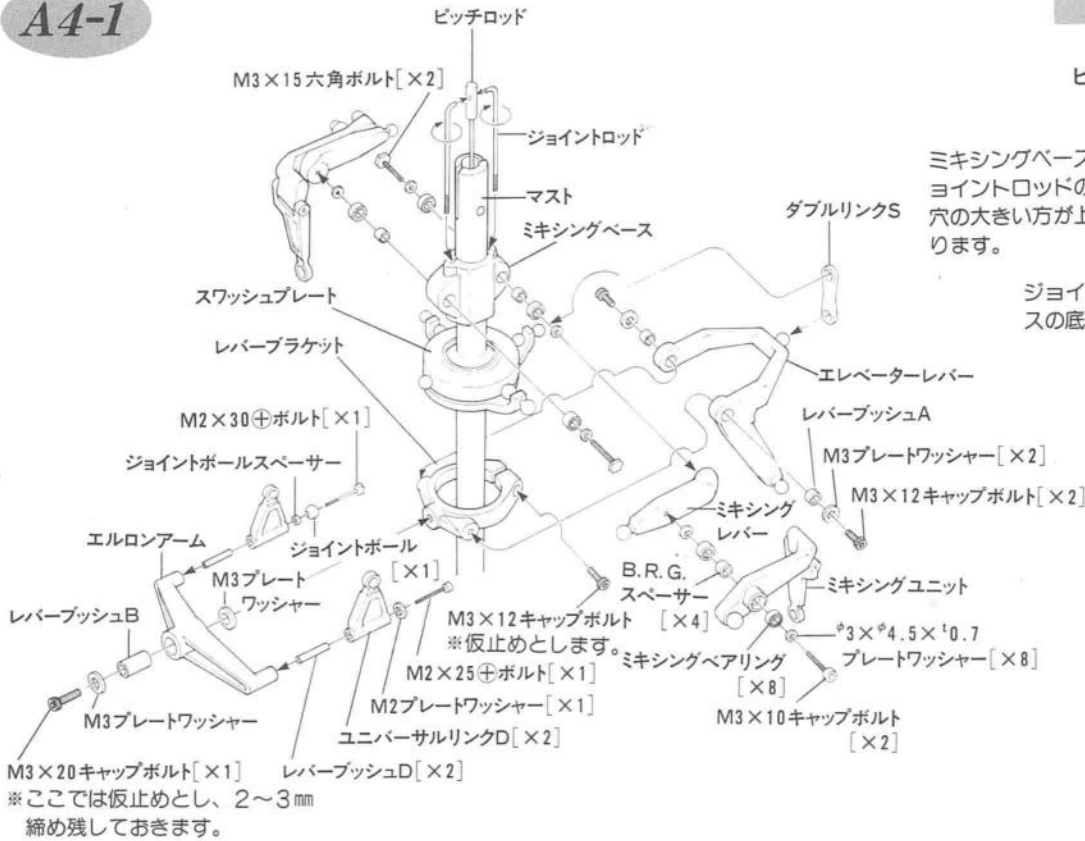 A4-1
ピッチロッド
M3×15六角ボルト[×2]
ジョイントロッド
マスト
ミキシングベース
ダブルリンクS
スワッシュプレート
レバーブラケット
エレベーターレバー
M2×30⊕ボルト[×1]
レバーブッシュA
ジョイントボールスペーサー
M3プレートワッシャー[×2]
M3×12キャップボルト[×2]
エルロンアーム
ジョイントボール
[×1]
ミキシング
レバー
M3プレート
ワッシャー
B.R.G.
スペーサー
[×4]
ミキシングユニット
レバーブッシュB
M3×12キャップボルト
※仮止めとします。
ミキシングベアリング
[×8]
φ3×φ4.5×t0.7
プレートワッシャー[×8]
M2×25⊕ボルト[×1]
M3プレートワッシャー
M2プレートワッシャー[×1]
M3×10キャップボルト
[×2]
ユニバーサルリンクD[×2]
M3×20キャップボルト[×1]
レバーブッシュD[×2]
※ここでは仮止めとし、2～3㎜
締め残しておきます。
ミキシングベース
ョイントロッドの
穴の大きい方が上
ります。
ジョイ
スの底